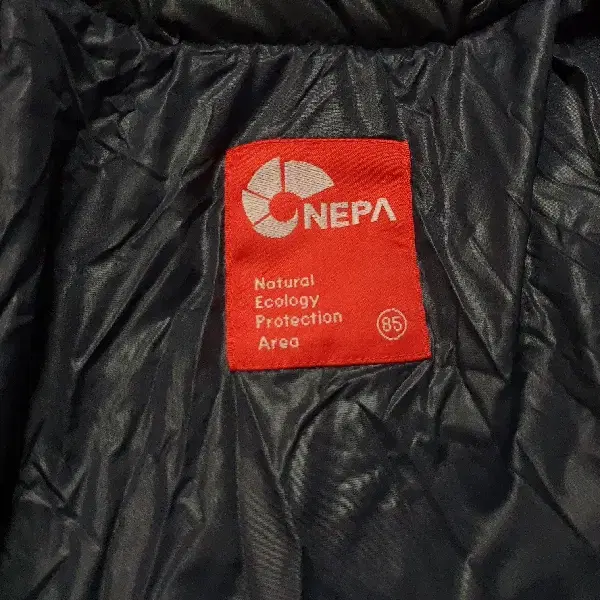 NEPA
Natural
Ecology
Protection
Area
85